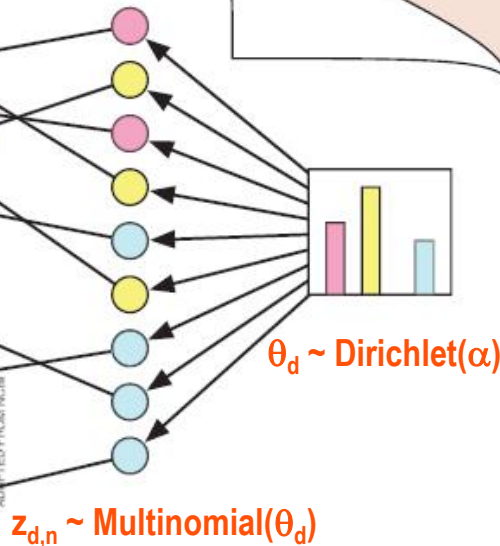 θd ~ Dirichlet(α)
zd,n ~ Multinomial(θd)